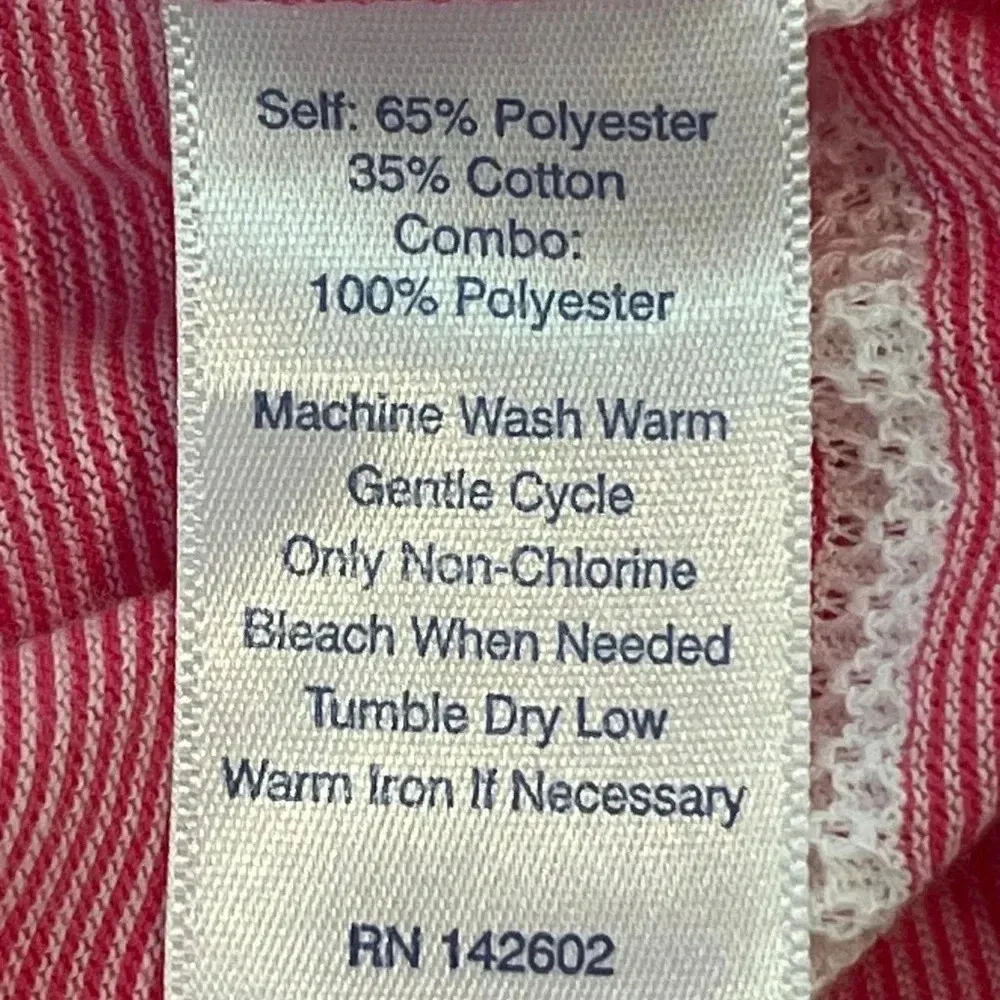 Self: 65% Polyester
35% Cotton
Combo:
100% Polyester
Machine Wash Warm
Gentle Cycle
Only Non-Chlorine
Bleach When Needed
Tumble Dry Low
Warm Iron If Necessary
RN 142602